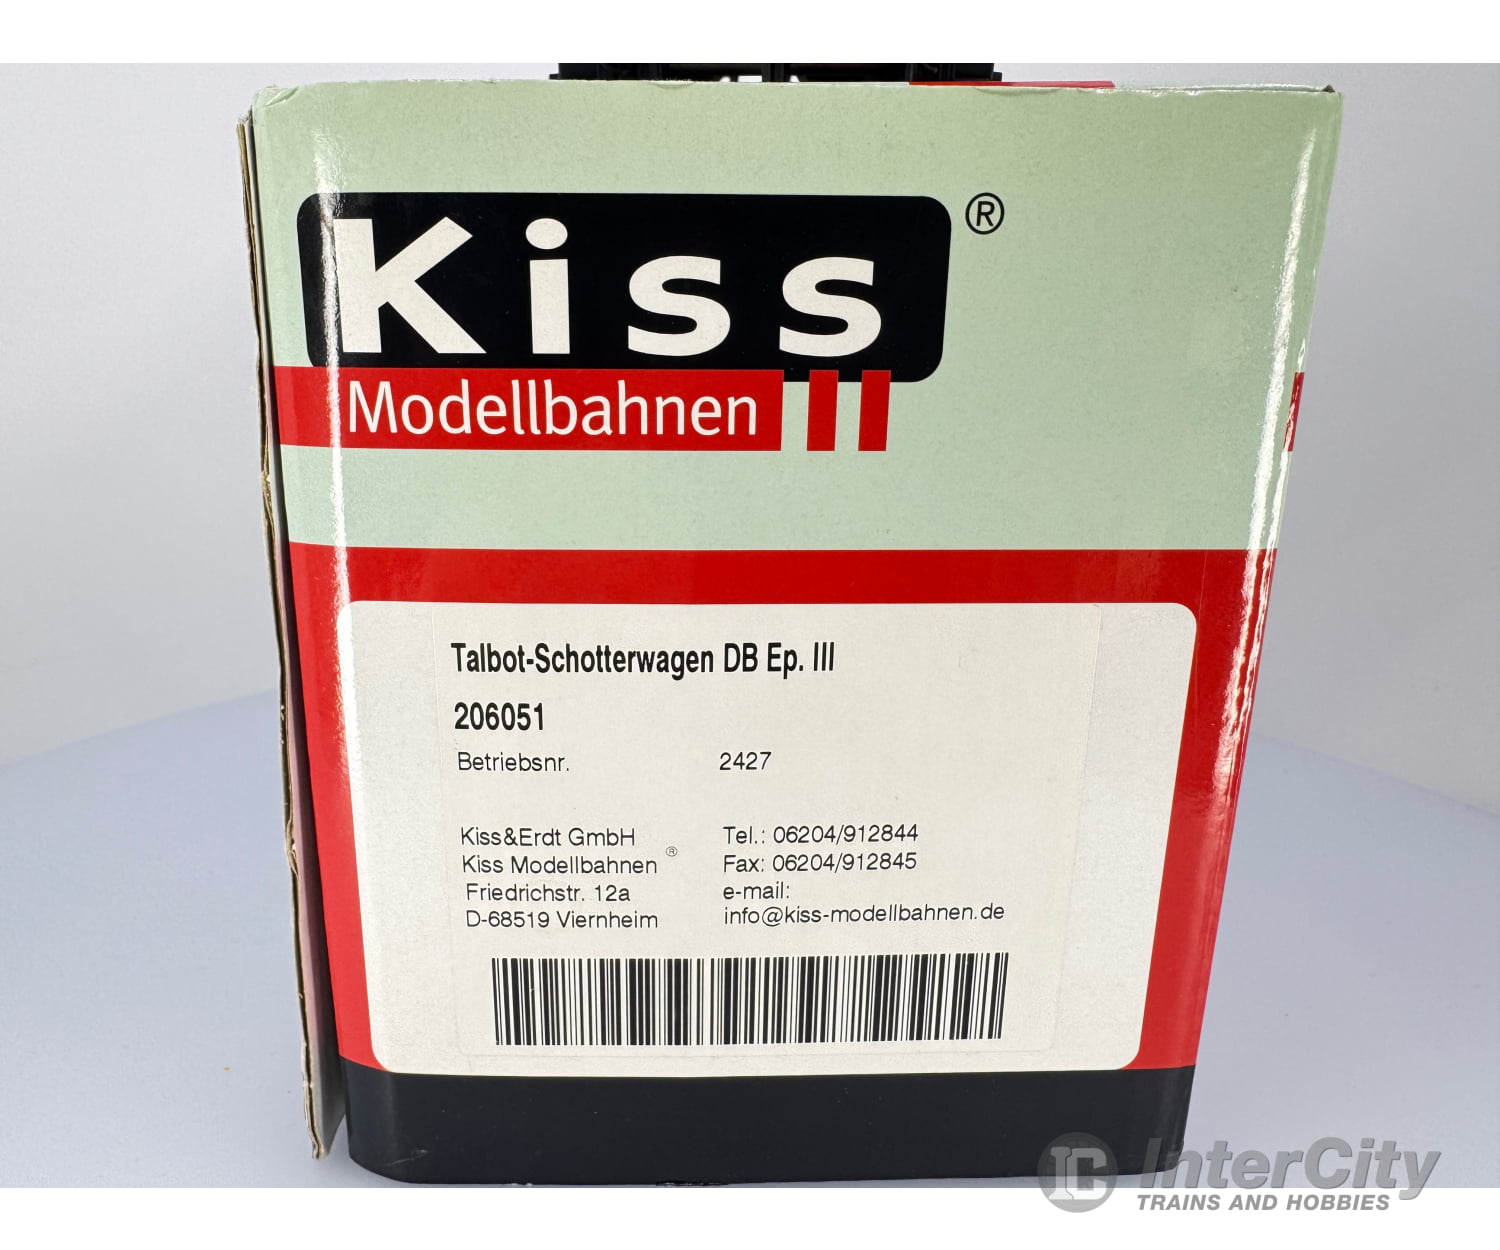 Kiss®
Modellbahnen
Talbot-Schotterwagen DB Ep. III
206051
Betriebsnr. 2427
Kiss&Erdt GmbH Tel.: 06204/912844
Kiss Modellbahnen ® Fax: 06204/912845
Friedrichstr. 12a e-mail:
D-68519 Viernheim info@kiss-modellbahnen.de
IC InterCity
TRAINS AND HOBBIES